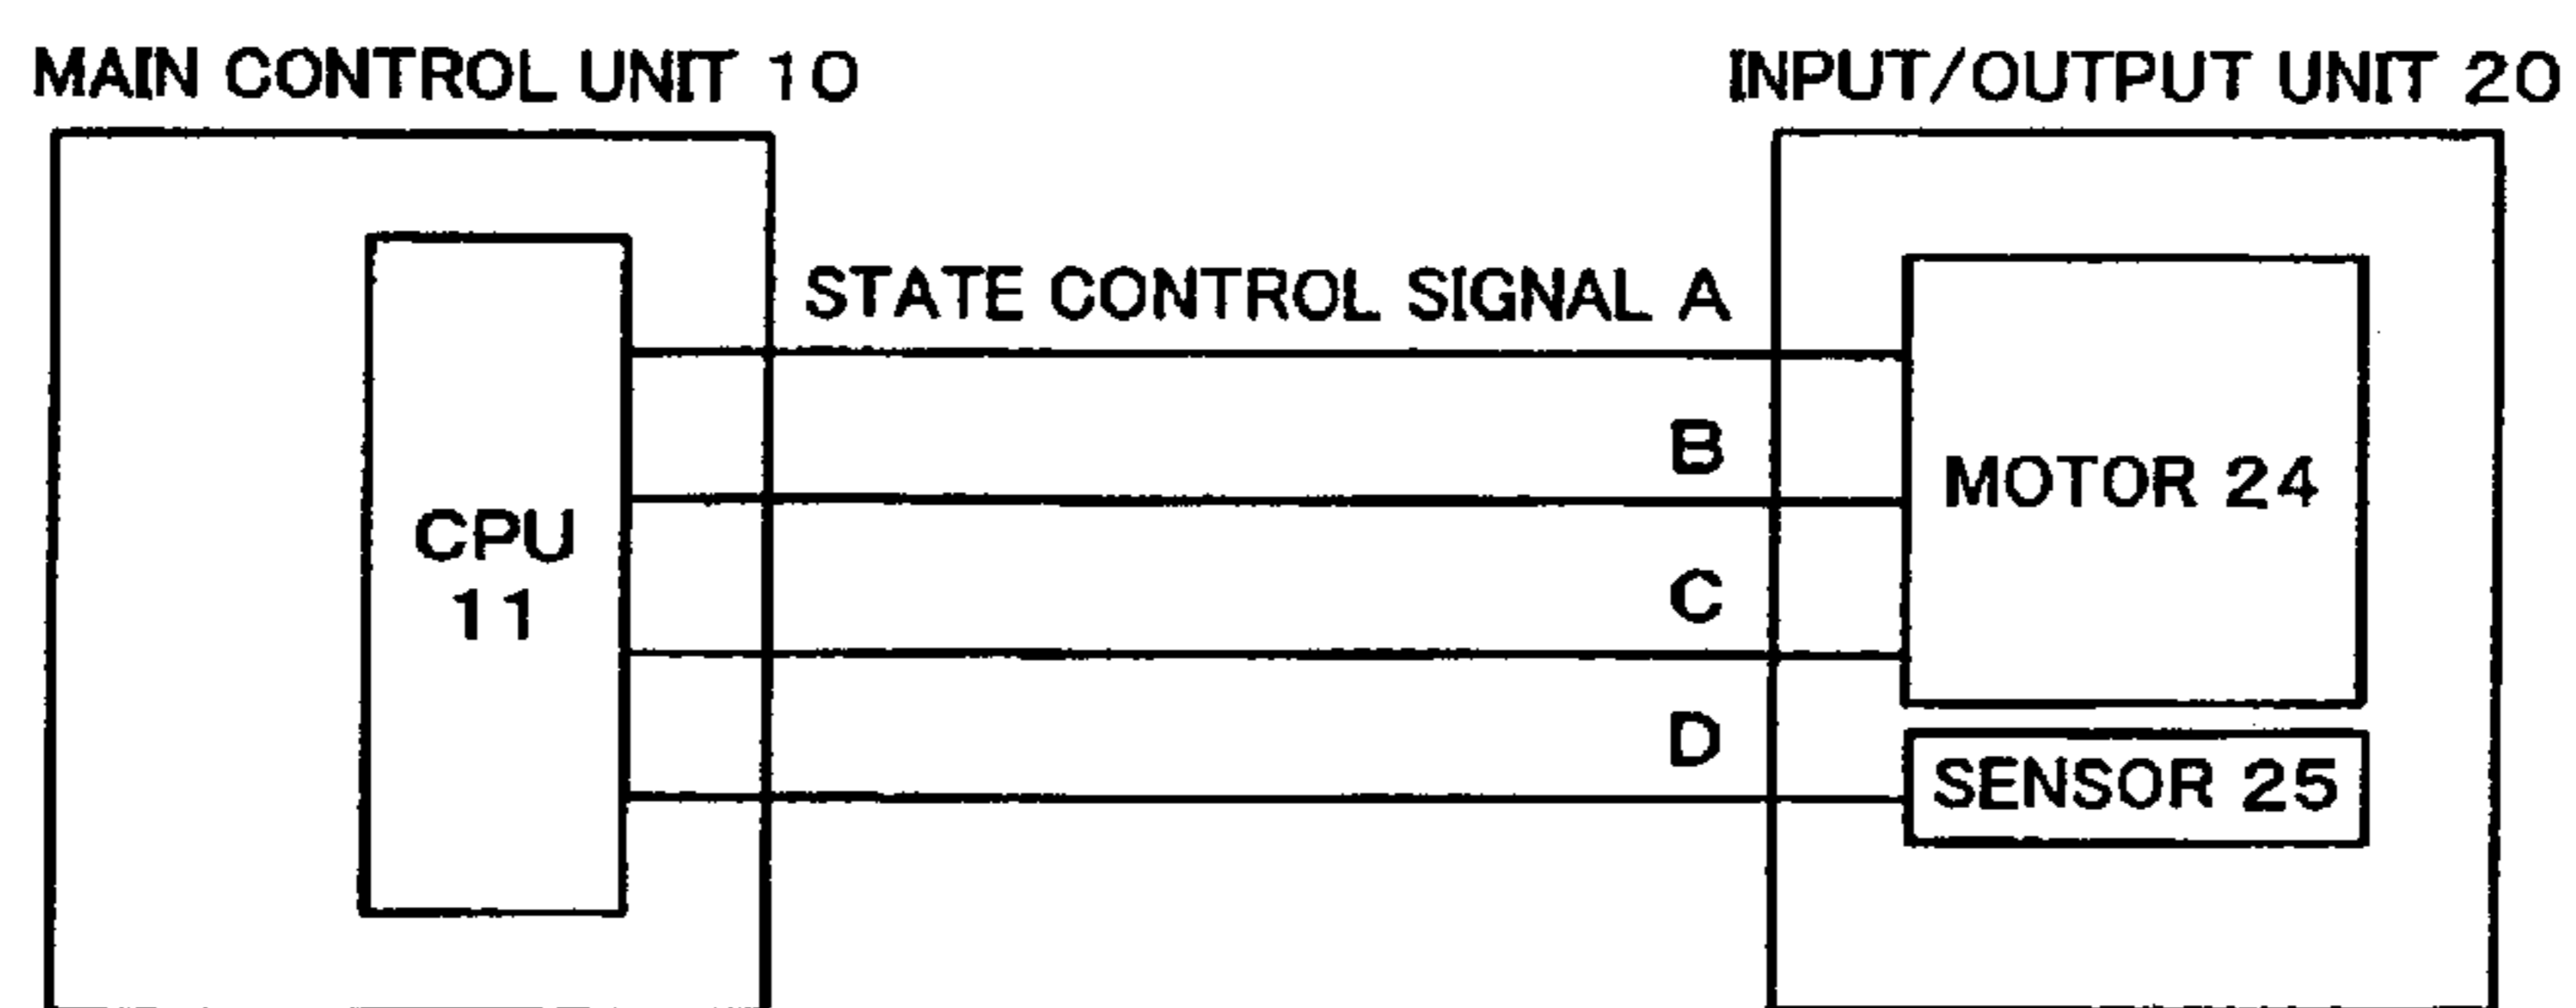 MAIN CONTROL UNIT 10
INPUT/OUTPUT UNIT 20
STATE CONTROL SIGNAL A
B
MOTOR 24
CPU
11
C
D
SENSOR 25